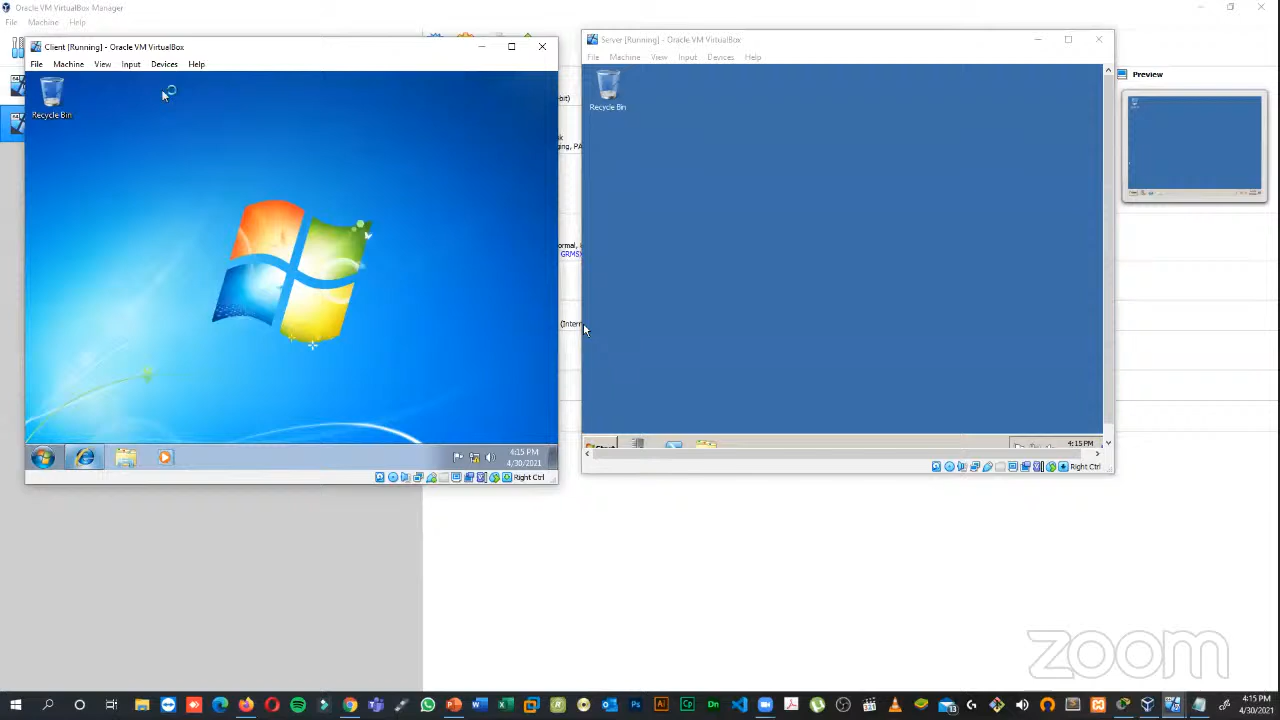 Oracle VM VirtualBox Manager
File Machine Help
Client [Running] - Oracle VM VirtualBox
File Machine View Input Devices Help
Recycle Bin
4:15 PM
4/30/2021
Right Ctrl
Server [Running] - Oracle VM VirtualBox
File Machine View Input Devices Help
Recycle Bin
4:15 PM
Right Ctrl
Preview
zoom
4:15 PM
4/30/2021